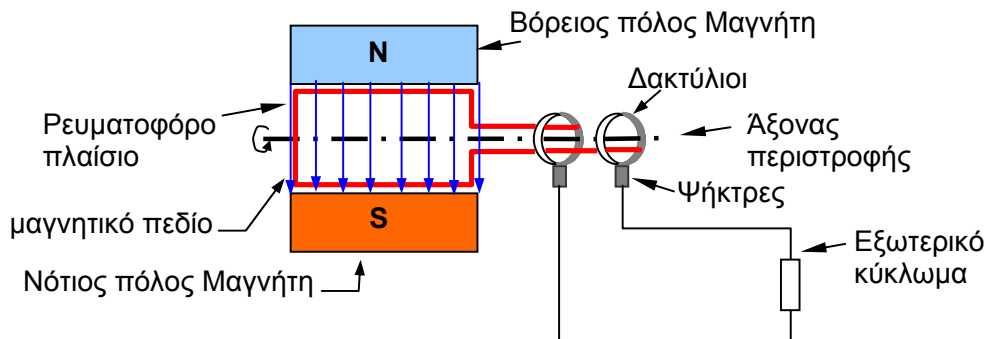 Βόρειος πόλος Μαγνήτη
N
Δακτύλιοι
Ρευματοφόρο
πλαίσιο
Άξονας
περιστροφής
Ψήκτρες
μαγνητικό πεδίο
S
Εξωτερικό
κύκλωμα
Νότιος πόλος Μαγνήτη